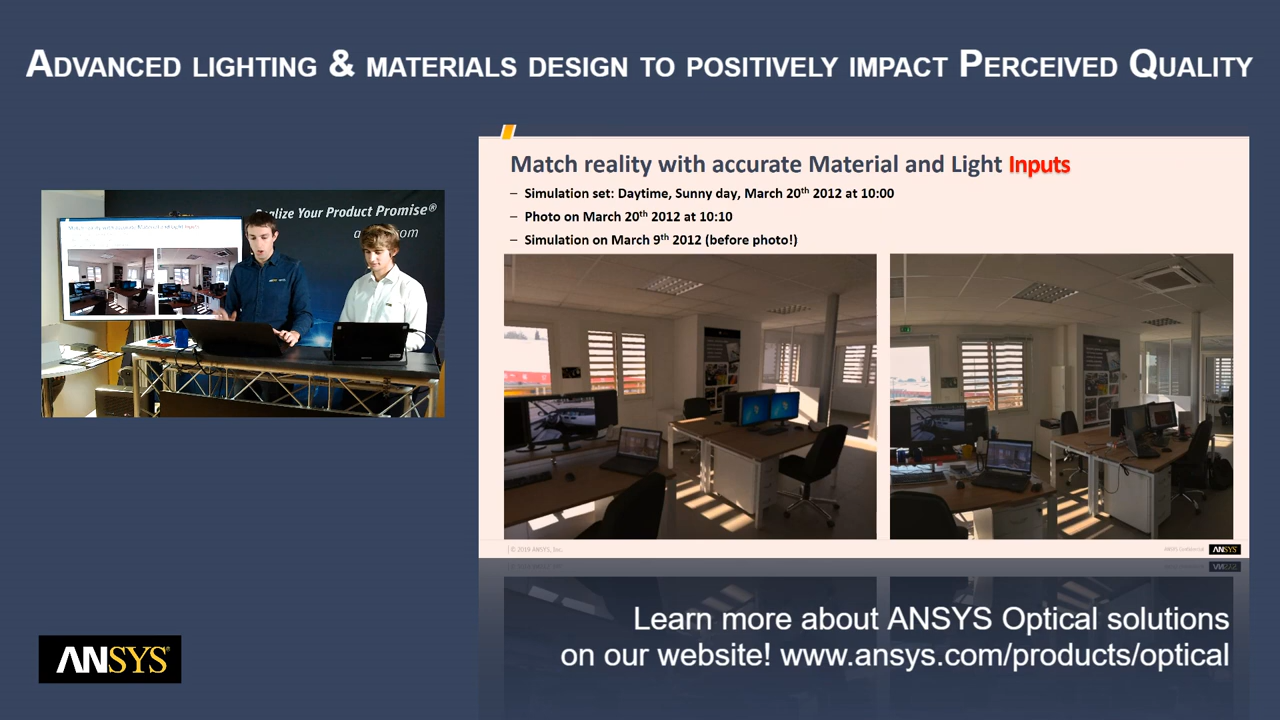 ADVANCED LIGHTING & MATERIALS DESIGN TO POSITIVELY IMPACT PERCEIVED QUALITY
Realize Your Product Promise®
Match reality with accurate Material and Light Inputs
– Simulation set: Daytime, Sunny day, March 20th 2012 at 10:00
– Photo on March 20th 2012 at 10:10
– Simulation on March 9th 2012 (before photo!)
© 2019 ANSYS, Inc.
ANSYS Confidential
ANSYS
Learn more about ANSYS Optical solutions
on our website! www.ansys.com/products/optical
ANSYS®